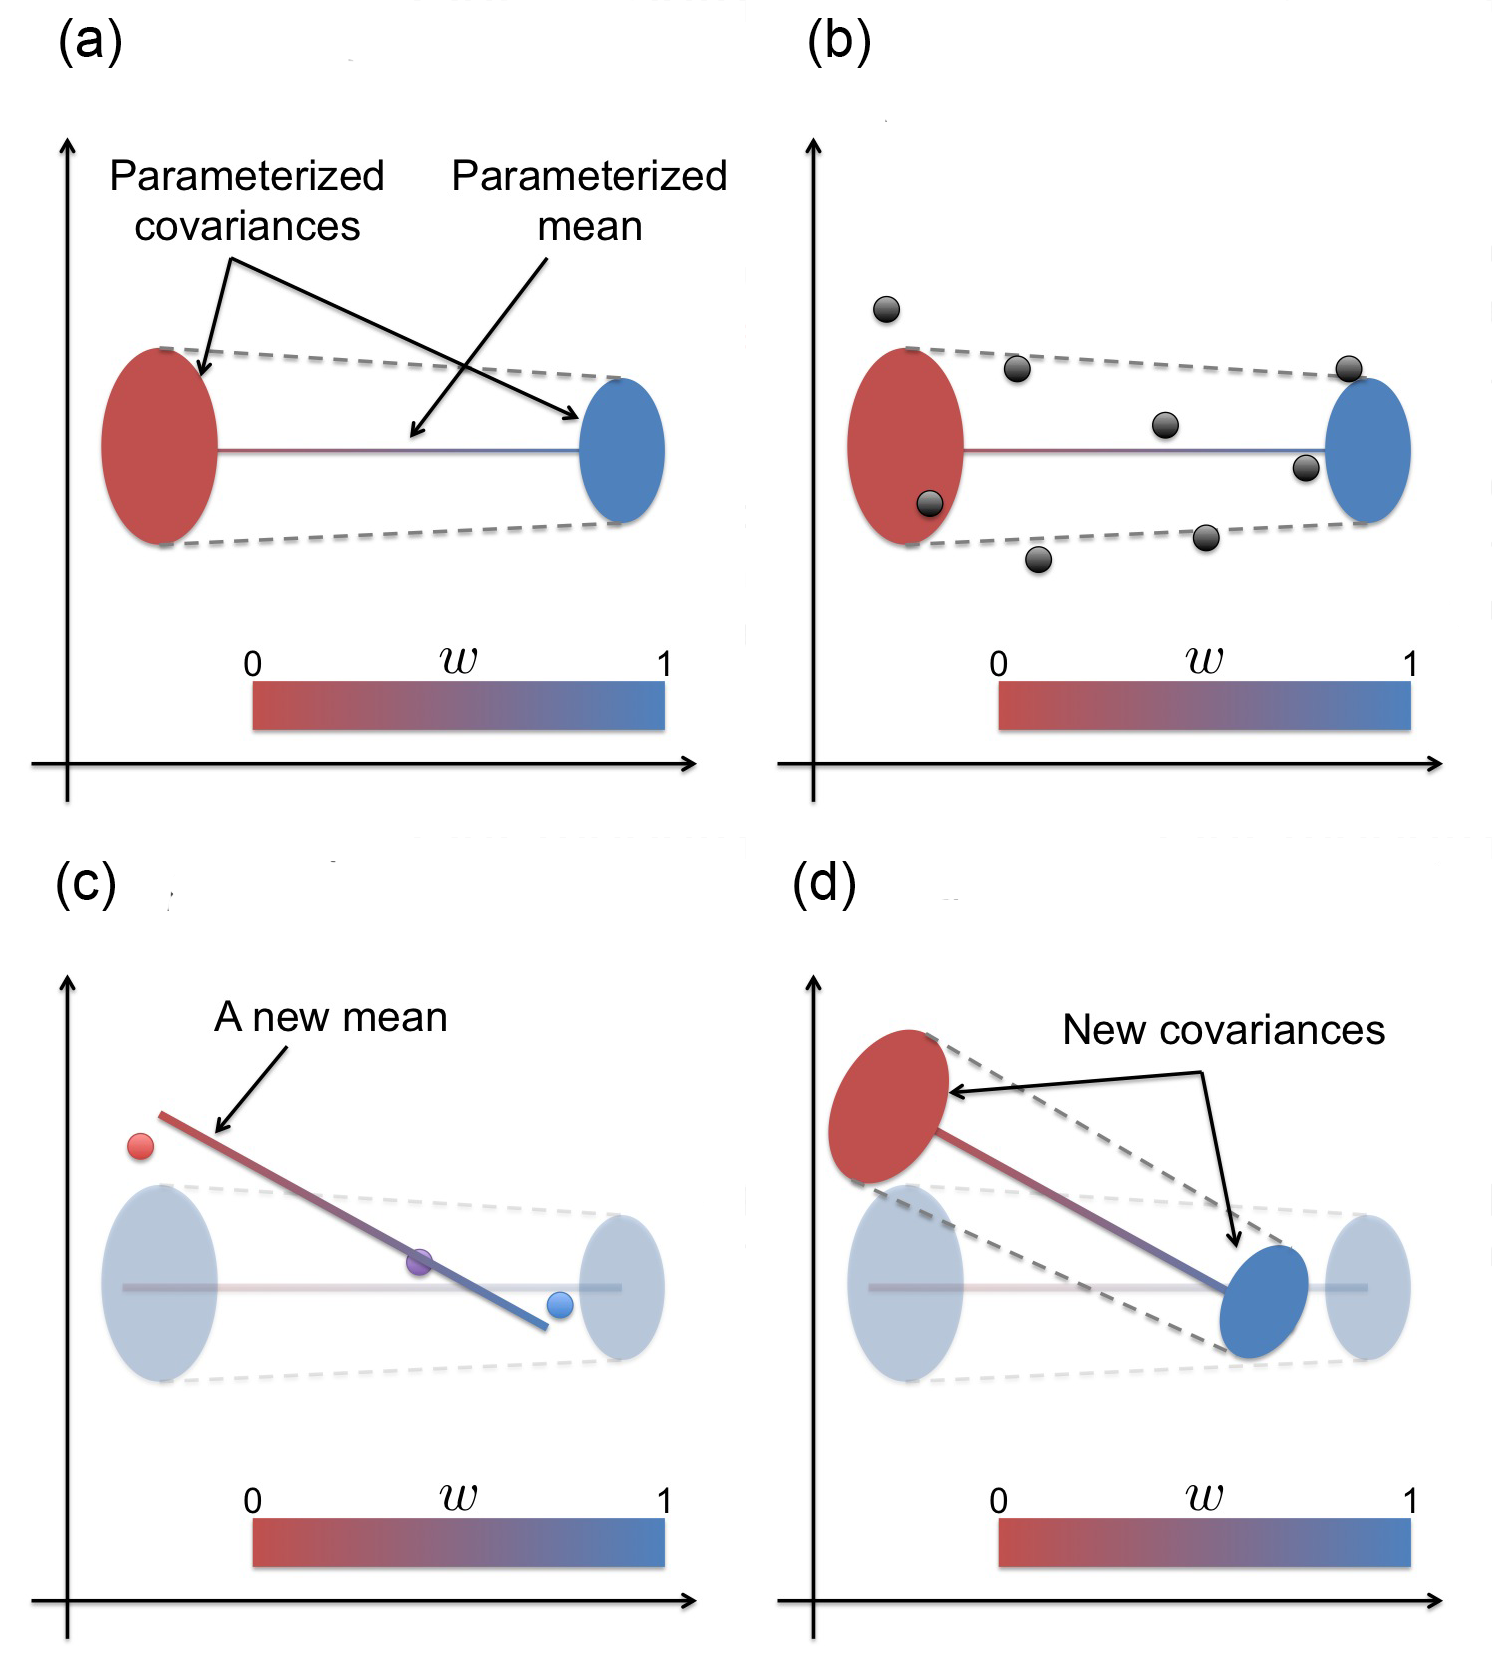 (a)
(b)
Parameterized
covariances
Parameterized
mean
0 w 1
0 w 1
(c)
(d)
A new mean
New covariances
0 w 1
0 w 1